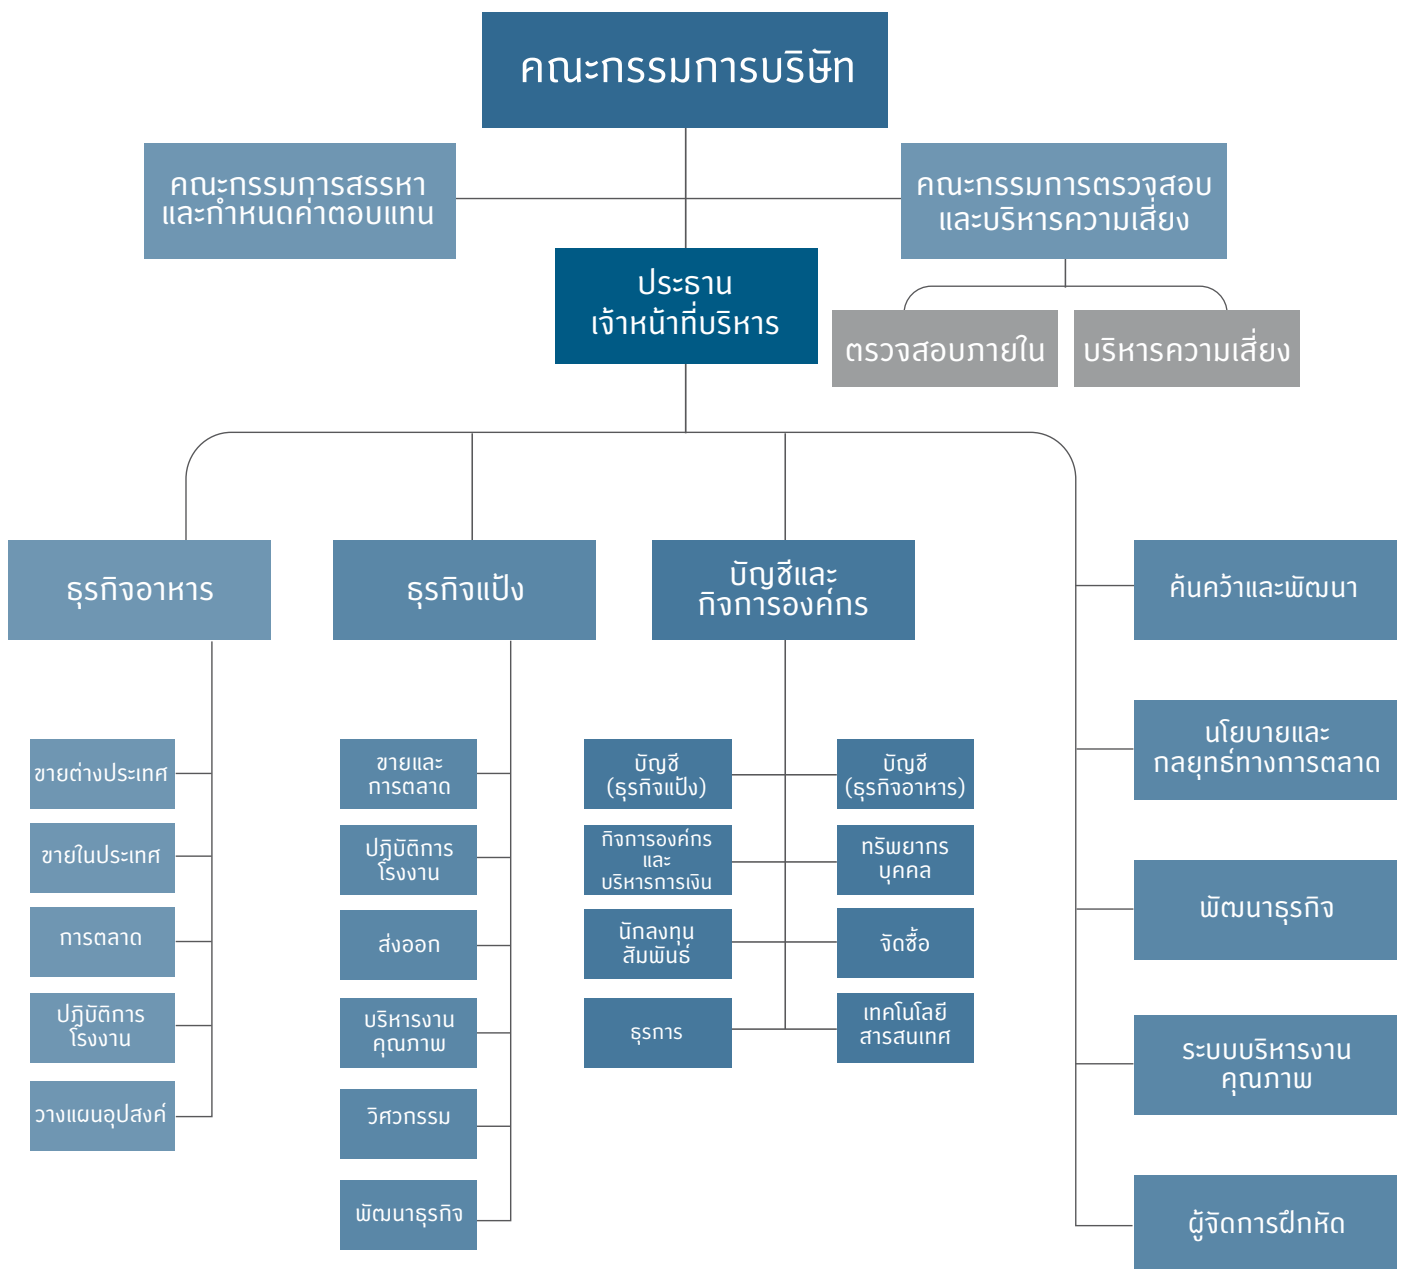 คณะกรรมการบริษัท
คณะกรรมการสรรหา
และกำหนดค่าตอบแทน
คณะกรรมการตรวจสอบ
และบริหารความเสี่ยง
ประธาน
เจ้าหน้าที่บริหาร
ตรวจสอบภายใน
บริหารความเสี่ยง
ธุรกิจอาหาร
ธุรกิจแป้ง
บัญชีและ
กิจการองค์กร
ค้นคว้าและพัฒนา
นโยบายและ
กลยุทธ์ทางการตลาด
พัฒนาธุรกิจ
ระบบบริหารงาน
คุณภาพ
ผู้จัดการฝึกหัด
ขายต่างประเทศ
ขายในประเทศ
การตลาด
ปฏิบัติการ
โรงงาน
วางแผนอุปสงค์
ขายและ
การตลาด
ปฏิบัติการ
โรงงาน
ส่งออก
บริหารงาน
คุณภาพ
วิศวกรรม
พัฒนาธุรกิจ
บัญชี
(ธุรกิจแป้ง)
กิจการองค์กร
และ
บริหารการเงิน
นักลงทุน
สัมพันธ์
ธุรการ
บัญชี
(ธุรกิจอาหาร)
ทรัพยากร
บุคคล
จัดซื้อ
เทคโนโลยี
สารสนเทศ